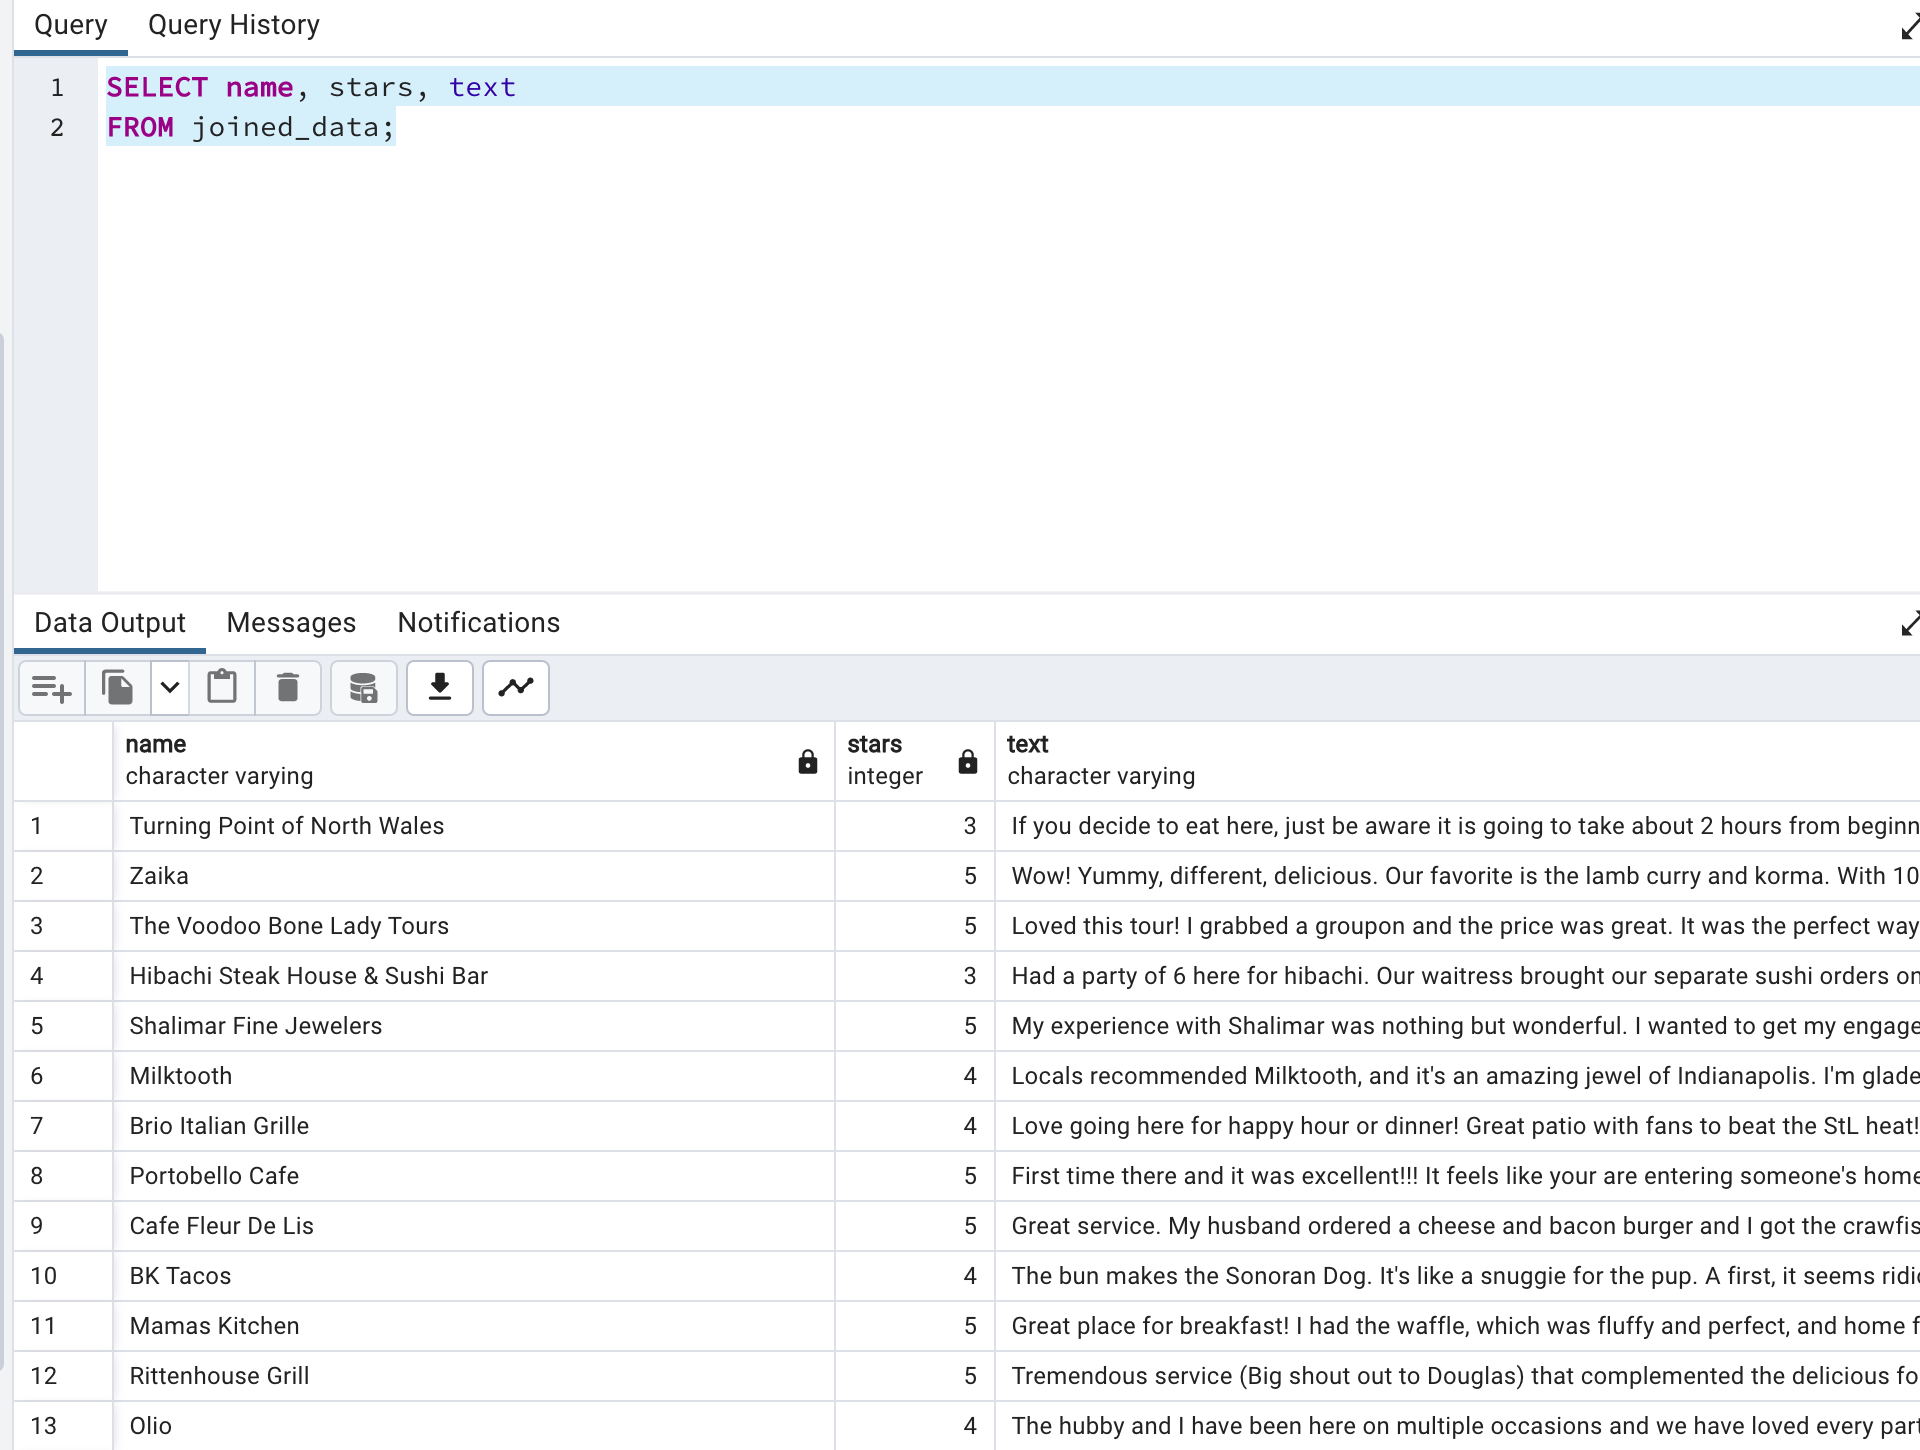 Query Query History
1 SELECT name, stars, text
2 FROM joined_data;
Data Output Messages Notifications
name stars text
character varying integer character varying
1 Turning Point of North Wales 3 If you decide to eat here, just be aware it is going to take about 2 hours from beginn
2 Zaika 5 Wow! Yummy, different, delicious. Our favorite is the lamb curry and korma. With 10
3 The Voodoo Bone Lady Tours 5 Loved this tour! I grabbed a groupon and the price was great. It was the perfect way
4 Hibachi Steak House & Sushi Bar 3 Had a party of 6 here for hibachi. Our waitress brought our separate sushi orders on
5 Shalimar Fine Jewelers 5 My experience with Shalimar was nothing but wonderful. I wanted to get my engage
6 Milktooth 4 Locals recommended Milktooth, and it's an amazing jewel of Indianapolis. I'm glade
7 Brio Italian Grille 4 Love going here for happy hour or dinner! Great patio with fans to beat the StL heat!
8 Portobello Cafe 5 First time there and it was excellent!!! It feels like your are entering someone's home
9 Cafe Fleur De Lis 5 Great service. My husband ordered a cheese and bacon burger and I got the crawfis
10 BK Tacos 4 The bun makes the Sonoran Dog. It's like a snuggie for the pup. A first, it seems ridic
11 Mamas Kitchen 5 Great place for breakfast! I had the waffle, which was fluffy and perfect, and home f
12 Rittenhouse Grill 5 Tremendous service (Big shout out to Douglas) that complemented the delicious fo
13 Olio 4 The hubby and I have been here on multiple occasions and we have loved every part